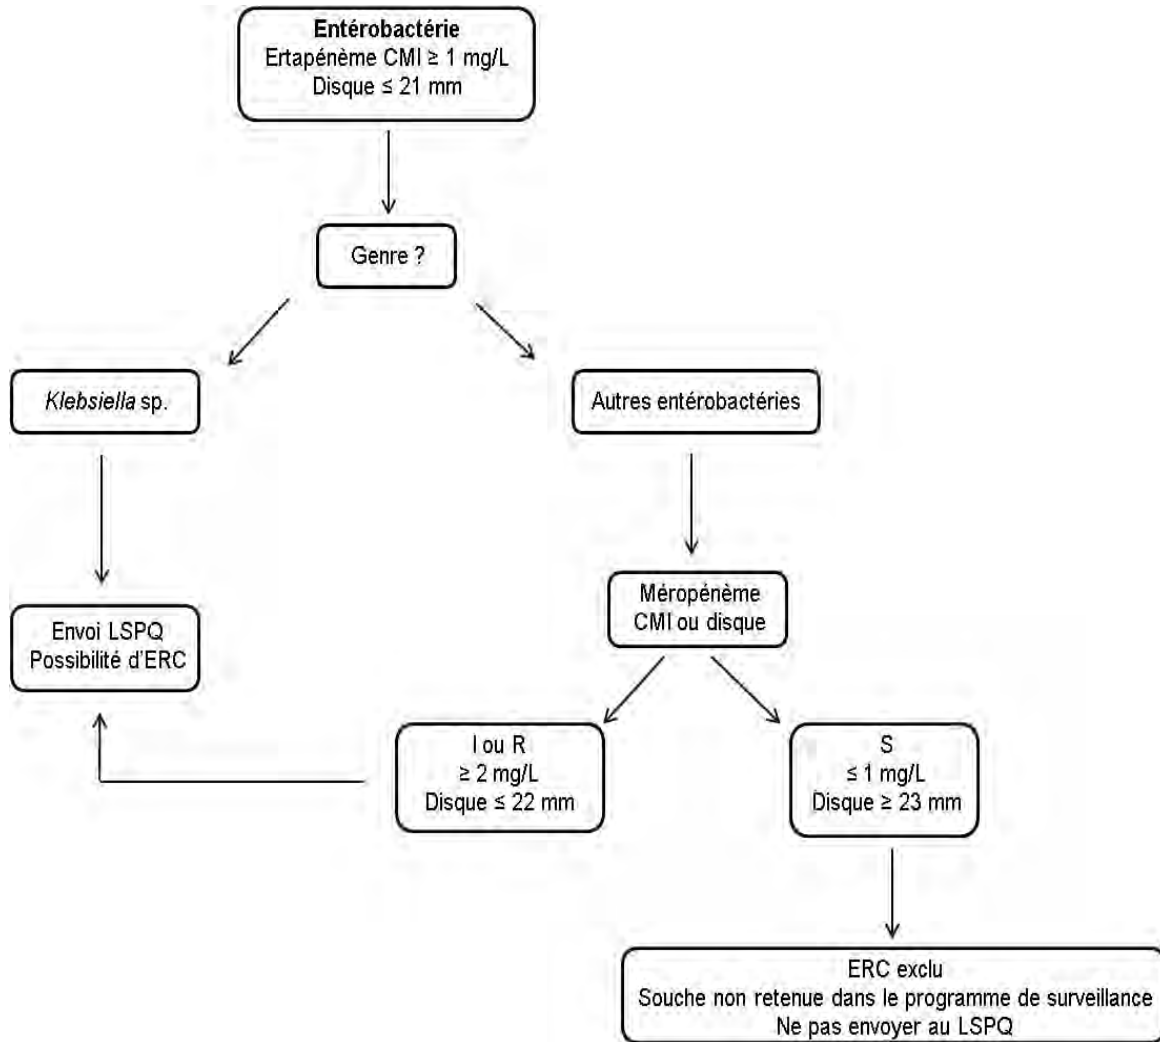 Entérobactérie
Ertapénème CMI ≥ 1 mg/L
Disque ≤ 21 mm
Genre ?
Klebsiella sp.
Autres entérobactéries
Méropénème
CMI ou disque
Envoi LSPQ
Possibilité d'ERC
I ou R
≥ 2 mg/L
Disque ≤ 22 mm
S
≤ 1 mg/L
Disque ≥ 23 mm
ERC exclu
Souche non retenue dans le programme de surveillance
Ne pas envoyer au LSPQ